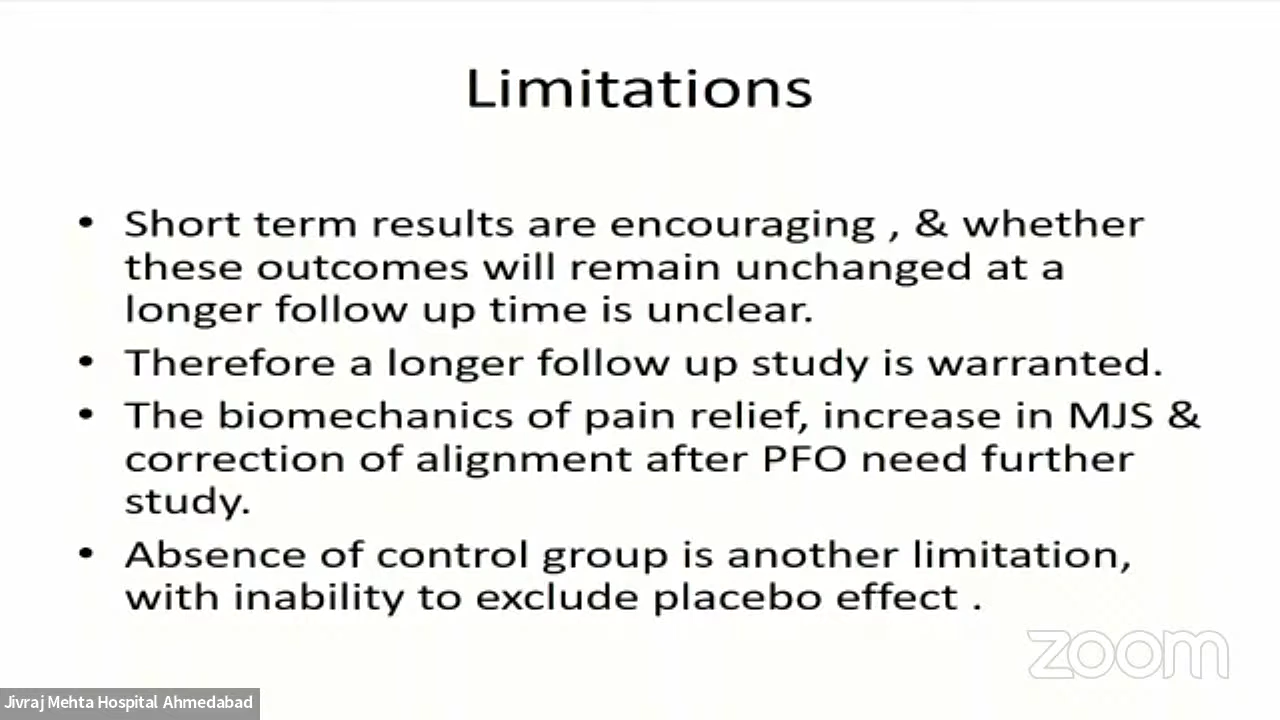 Limitations
• Short term results are encouraging , & whether
these outcomes will remain unchanged at a
longer follow up time is unclear.
• Therefore a longer follow up study is warranted.
• The biomechanics of pain relief, increase in MJS &
correction of alignment after PFO need further
study.
• Absence of control group is another limitation,
with inability to exclude placebo effect .
zoom
Jivraj Mehta Hospital Ahmedabad